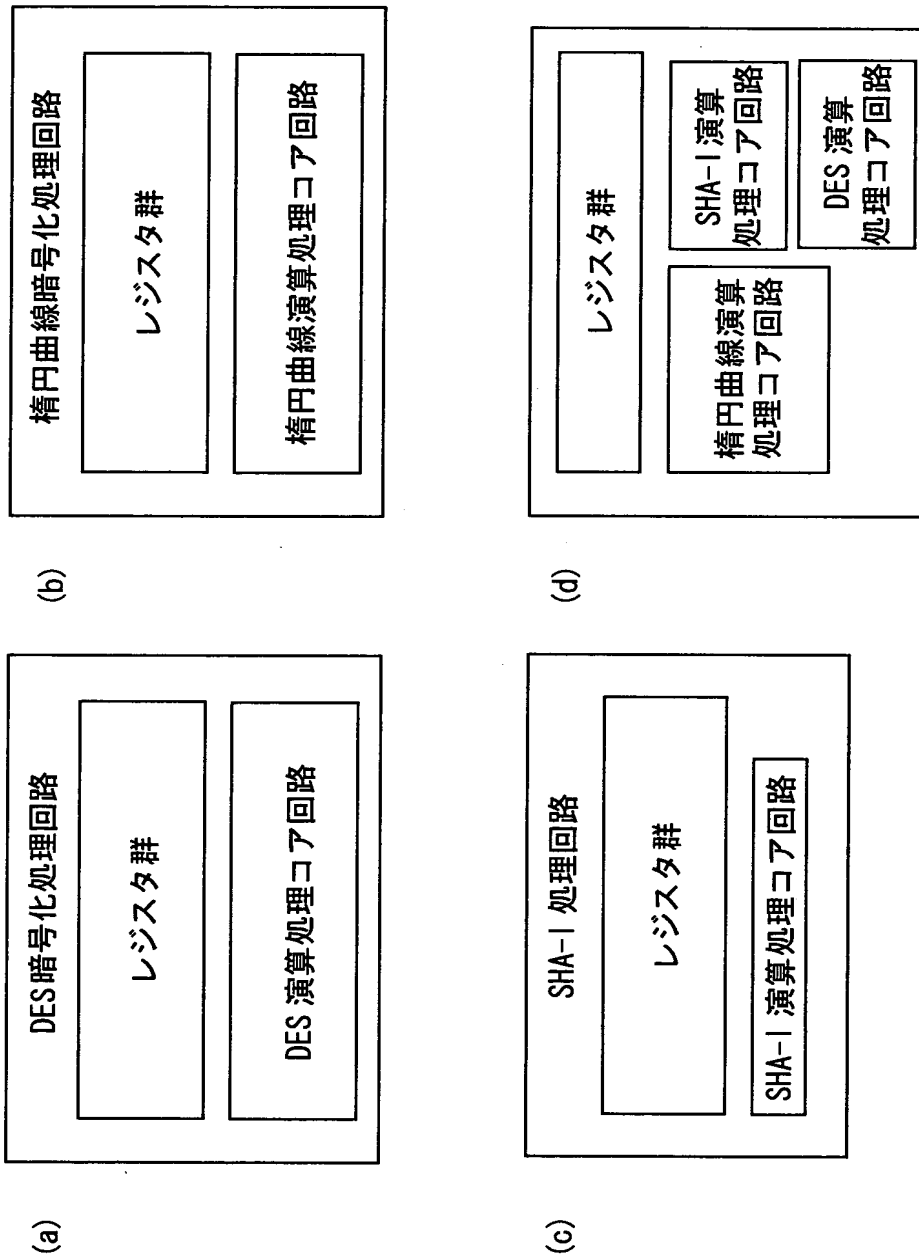 (a)
DES暗号化処理回路
レジスタ群
DES 演算処理コア回路
(b)
楕円曲線暗号化処理回路
レジスタ群
楕円曲線演算処理コア回路
(c)
SHA-1 処理回路
レジスタ群
SHA-1 演算処理コア回路
(d)
レジスタ群
楕円曲線演算
処理コア回路
SHA-1 演算
処理コア回路
DES 演算
処理コア回路